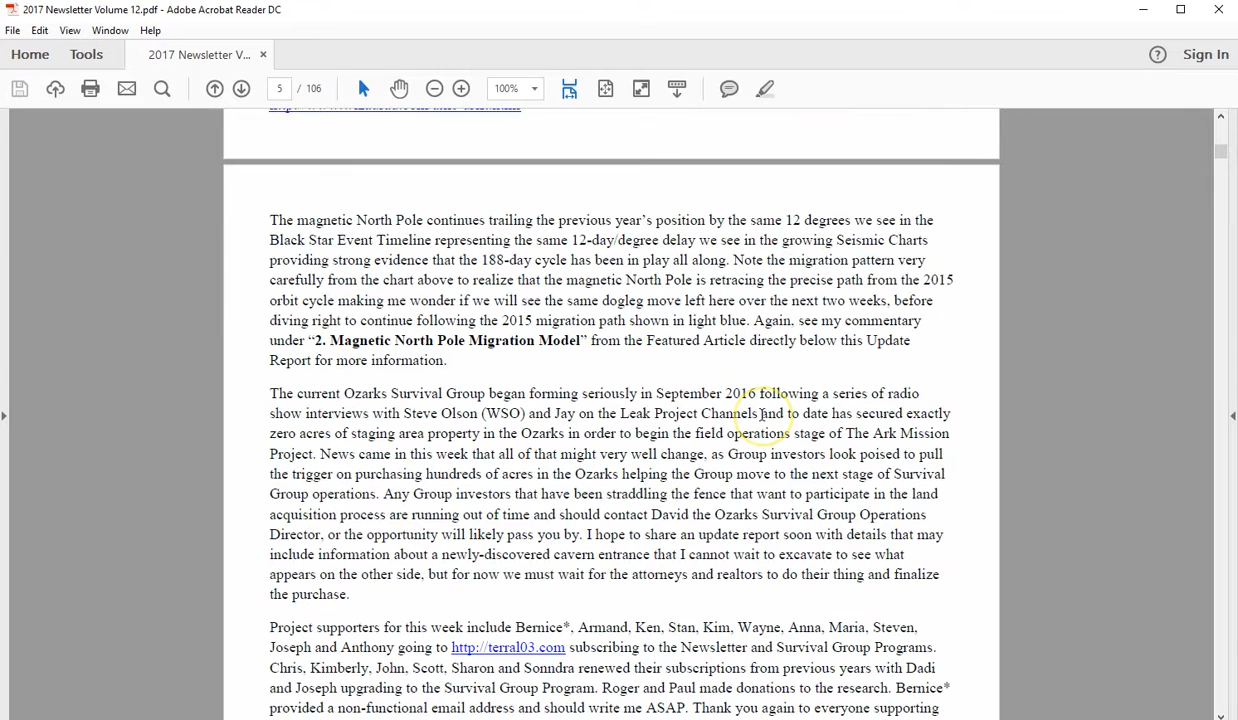 2017 Newsletter Volume 12.pdf - Adobe Acrobat Reader DC
File Edit View Window Help
Home Tools 2017 Newsletter V... × ? Sign In
5 / 106 100%
The magnetic North Pole continues trailing the previous year's position by the same 12 degrees we see in the
Black Star Event Timeline representing the same 12-day/degree delay we see in the growing Seismic Charts
providing strong evidence that the 188-day cycle has been in play all along. Note the migration pattern very
carefully from the chart above to realize that the magnetic North Pole is retracing the precise path from the 2015
orbit cycle making me wonder if we will see the same dogleg move left here over the next two weeks, before
diving right to continue following the 2015 migration path shown in light blue. Again, see my commentary
under “2. Magnetic North Pole Migration Model” from the Featured Article directly below this Update
Report for more information.
The current Ozarks Survival Group began forming seriously in September 2016 following a series of radio
show interviews with Steve Olson (WSO) and Jay on the Leak Project Channels and to date has secured exactly
zero acres of staging area property in the Ozarks in order to begin the field operations stage of The Ark Mission
Project. News came in this week that all of that might very well change, as Group investors look poised to pull
the trigger on purchasing hundreds of acres in the Ozarks helping the Group move to the next stage of Survival
Group operations. Any Group investors that have been straddling the fence that want to participate in the land
acquisition process are running out of time and should contact David the Ozarks Survival Group Operations
Director, or the opportunity will likely pass you by. I hope to share an update report soon with details that may
include information about a newly-discovered cavern entrance that I cannot wait to excavate to see what
appears on the other side, but for now we must wait for the attorneys and realtors to do their thing and finalize
the purchase.
Project supporters for this week include Bernice*, Armand, Ken, Stan, Kim, Wayne, Anna, Maria, Steven,
Joseph and Anthony going to http://terral03.com subscribing to the Newsletter and Survival Group Programs.
Chris, Kimberly, John, Scott, Sharon and Sonndra renewed their subscriptions from previous years with Dadi
and Joseph upgrading to the Survival Group Program. Roger and Paul made donations to the research. Bernice*
provided a non-functional email address and should write me ASAP. Thank you again to everyone supporting